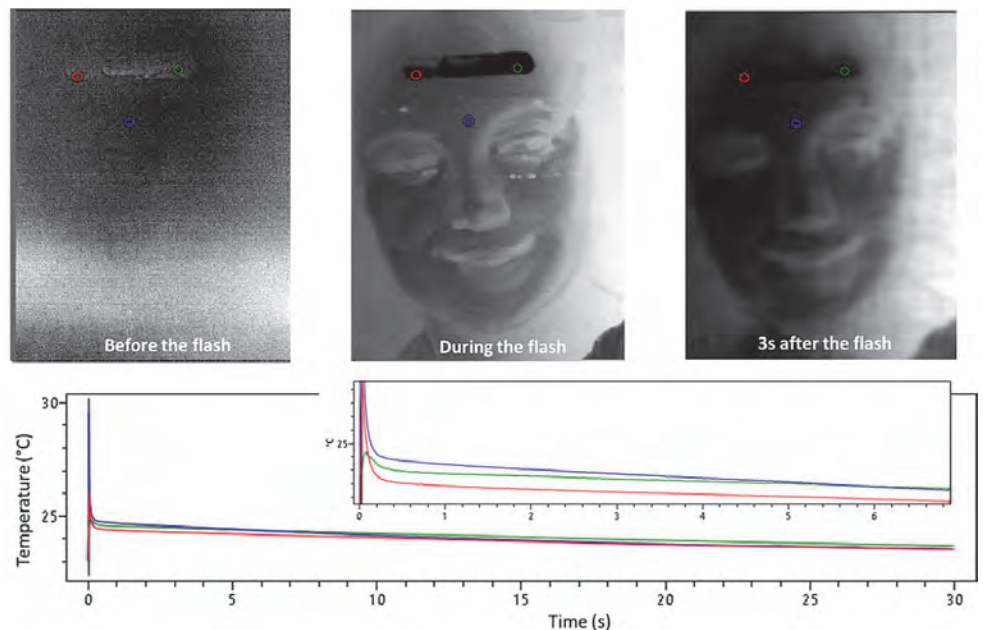 Before the flash
During the flash
3s after the flash
30
25
Temperature (°C)
°C
25
0
1
2
3
4
5
6
0
5
10
15
20
25
30
Time (s)